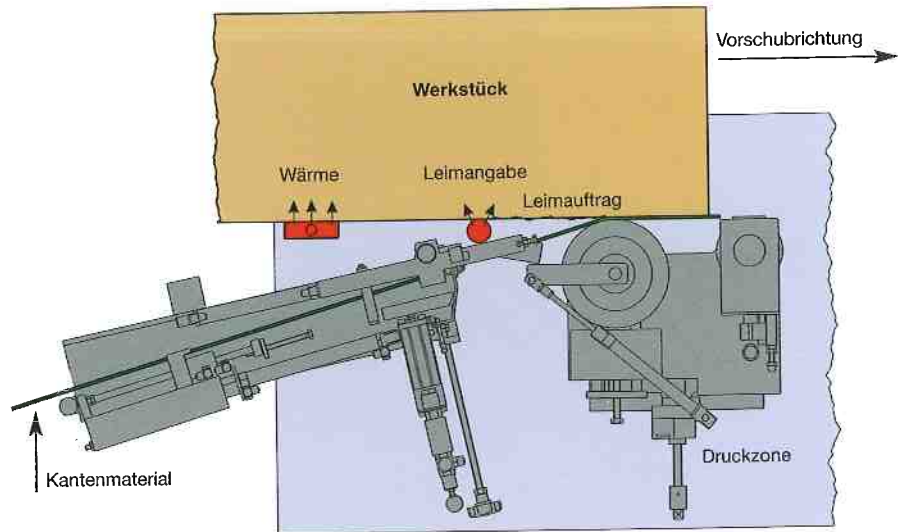 Vorschubrichtung
Werkstück
Wärme
Leimangabe
Leimauftrag
Kantenmaterial
Druckzone